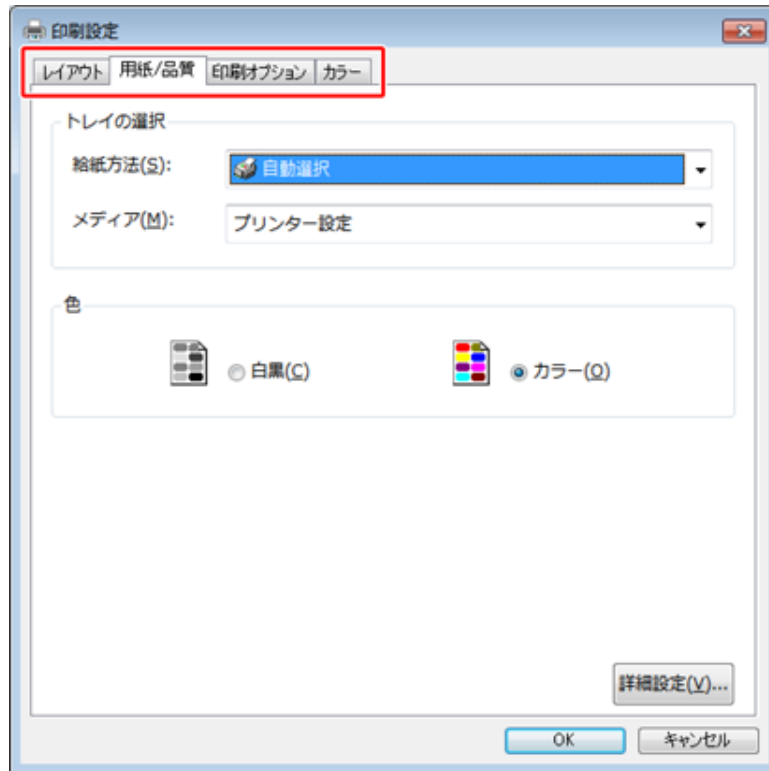 印刷設定
レイアウト 用紙/品質 印刷オプション カラー
トレイの選択
給紙方法(S): 自動選択
メディア(M): プリンター設定
色
白黒(C) カラー(O)
詳細設定(V)...
OK キャンセル